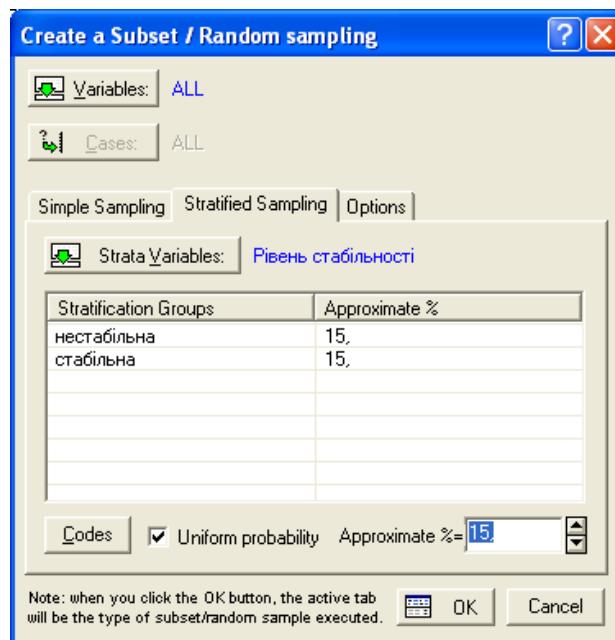 Create a Subset / Random sampling
Variables: ALL
Cases: ALL
Simple Sampling Stratified Sampling Options
Strata Variables: Рівень стабільності
Stratification Groups Approximate %
нестабільна 15,
стабільна 15,
Codes Uniform probability Approximate %= 15,
Note: when you click the OK button, the active tab
will be the type of subset/random sample executed.
OK Cancel